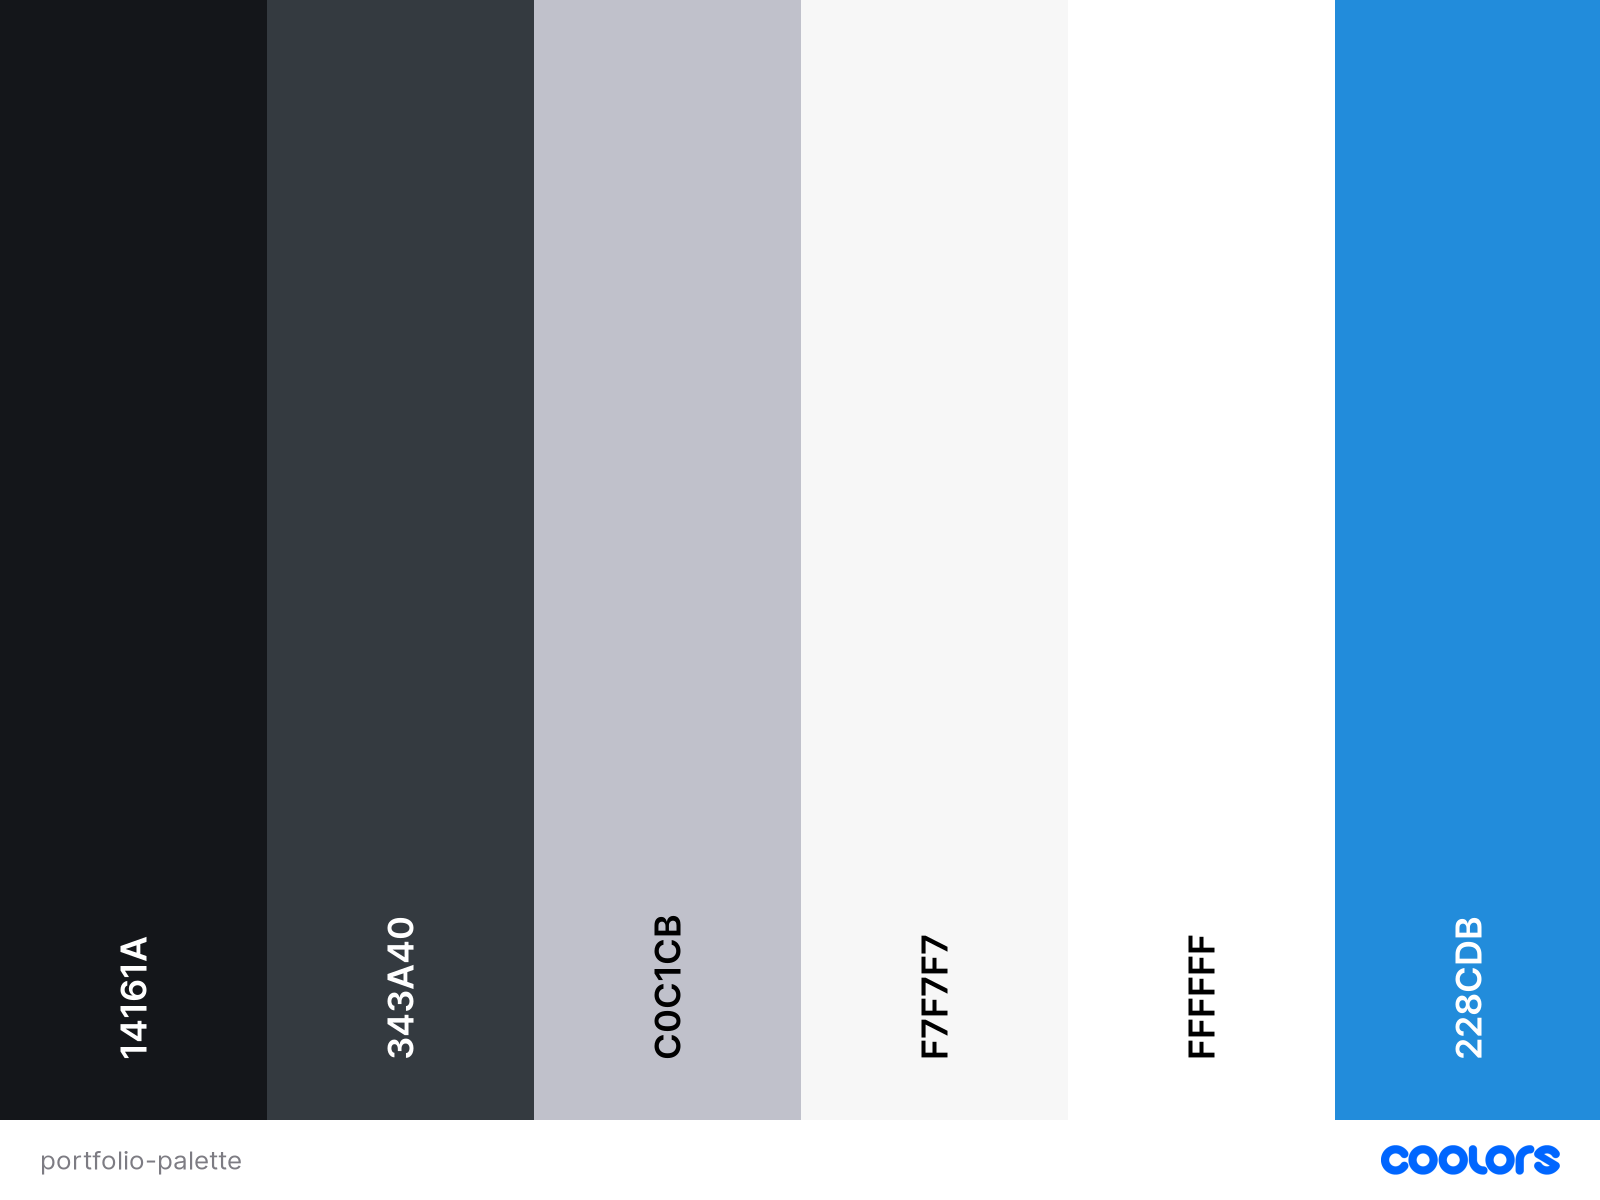 14161A
343A40
C0C1CB
F7F7F7
FFFFFF
228CDB
portfolio-palette
coolors